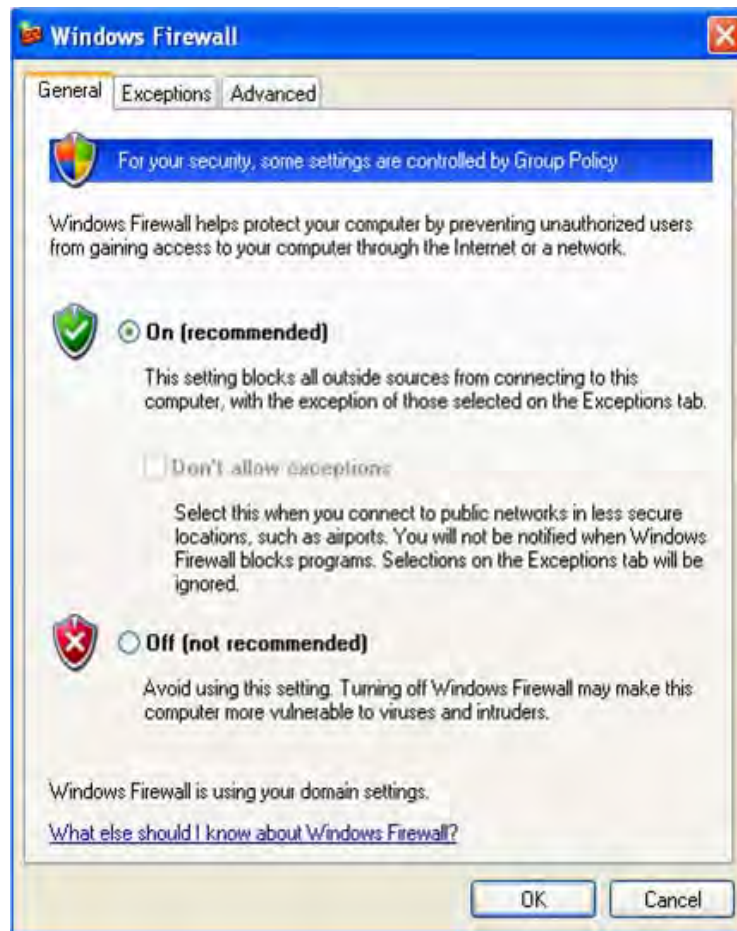 Windows Firewall
General Exceptions Advanced
For your security, some settings are controlled by Group Policy
Windows Firewall helps protect your computer by preventing unauthorized users
from gaining access to your computer through the Internet or a network.
On (recommended)
This setting blocks all outside sources from connecting to this
computer, with the exception of those selected on the Exceptions tab.
Don't allow exceptions
Select this when you connect to public networks in less secure
locations, such as airports. You will not be notified when Windows
Firewall blocks programs. Selections on the Exceptions tab will be
ignored.
Off (not recommended)
Avoid using this setting. Turning off Windows Firewall may make this
computer more vulnerable to viruses and intruders.
Windows Firewall is using your domain settings.
What else should I know about Windows Firewall?
OK Cancel